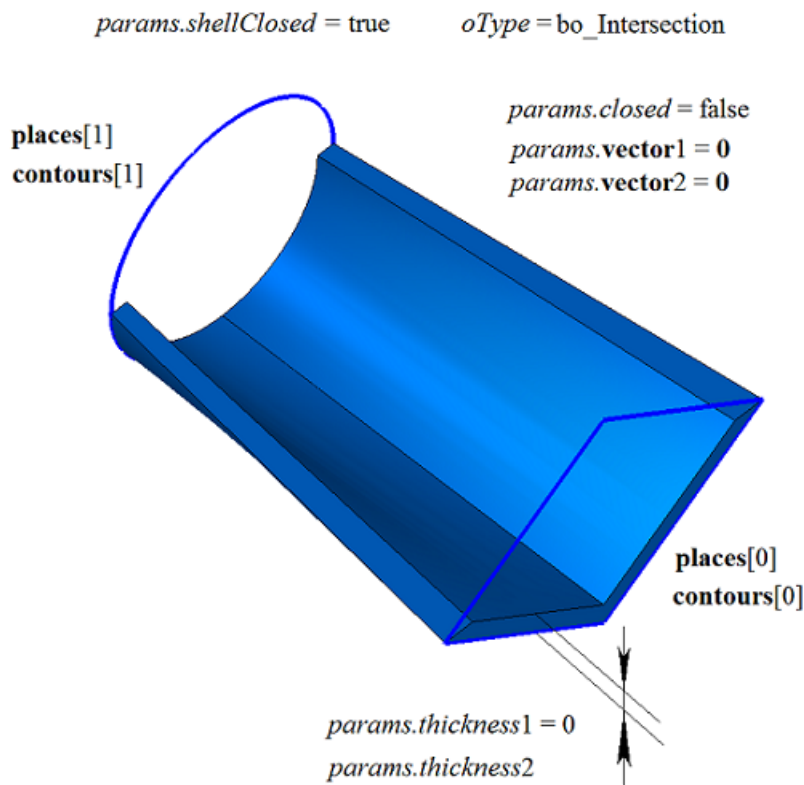 params.shellClosed = true oType = bo_Intersection
params.closed = false
places[1]
params.vector1 = 0
contours[1]
params.vector2 = 0
places[0]
contours[0]
params.thickness1 = 0
params.thickness2